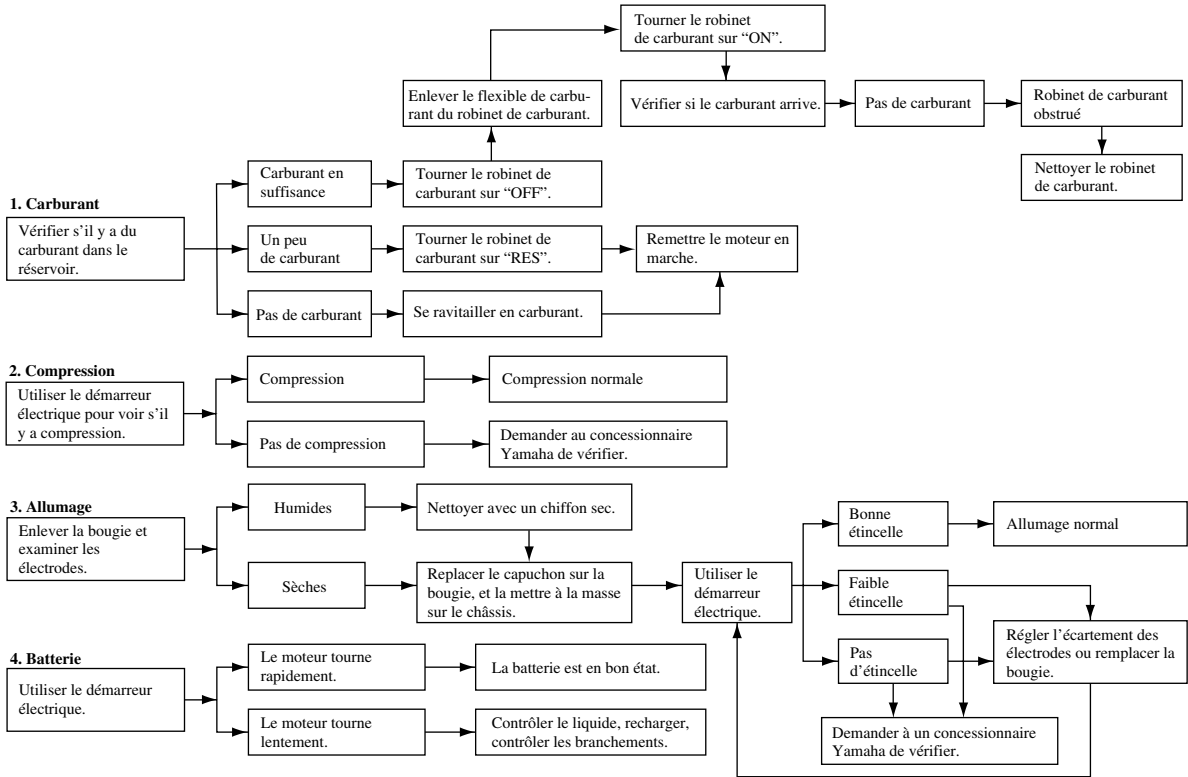 Tourner le robinet
de carburant sur “ON”.
Enlever le flexible de carbu-
rant du robinet de carburant.
Vérifier si le carburant arrive.
Pas de carburant
Robinet de carburant
obstrué
Nettoyer le robinet
de carburant.
1. Carburant
Vérifier s’il y a du
carburant dans le
réservoir.
Carburant en
suffisance
Tourner le robinet de
carburant sur “OFF”.
Un peu
de carburant
Tourner le robinet de
carburant sur “RES”.
Remettre le moteur en
marche.
Pas de carburant
Se ravitailler en carburant.
2. Compression
Utiliser le démarreur
électrique pour voir s’il
y a compression.
Compression
Compression normale
Pas de compression
Demander au concessionnaire
Yamaha de vérifier.
3. Allumage
Enlever la bougie et
examiner les
électrodes.
Humides
Nettoyer avec un chiffon sec.
Sèches
Replacer le capuchon sur la
bougie, et la mettre à la masse
sur le châssis.
Utiliser le
démarreur
électrique.
Bonne
étincelle
Allumage normal
Faible
étincelle
Pas
d’étincelle
Régler l’écartement des
électrodes ou remplacer la
bougie.
Demander à un concessionnaire
Yamaha de vérifier.
4. Batterie
Utiliser le démarreur
électrique.
Le moteur tourne
rapidement.
La batterie est en bon état.
Le moteur tourne
lentement.
Contrôler le liquide, recharger,
contrôler les branchements.